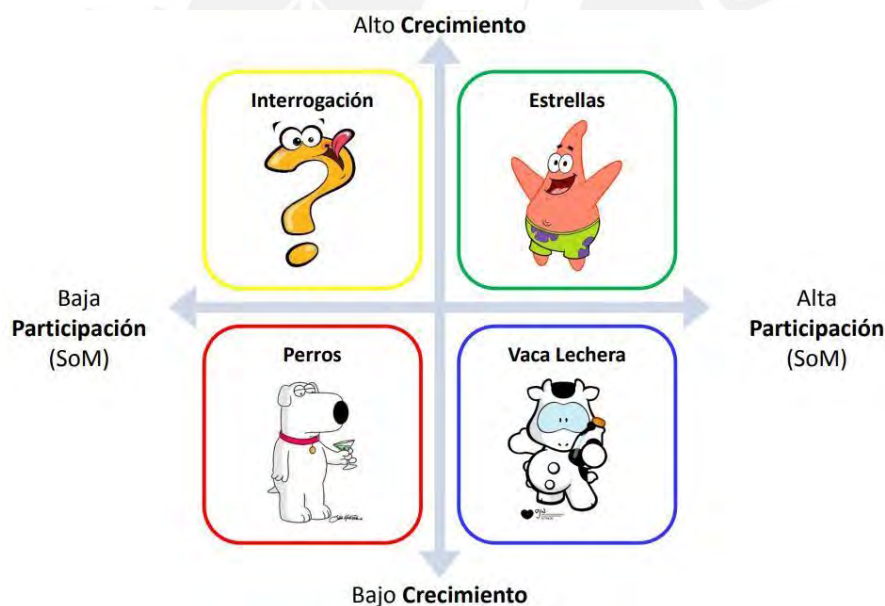 Alto Crecimiento
Interrogación
Estrellas
Baja
Participación
(SoM)
Alta
Participación
(SoM)
Perros
Vaca Lechera
Bajo Crecimiento